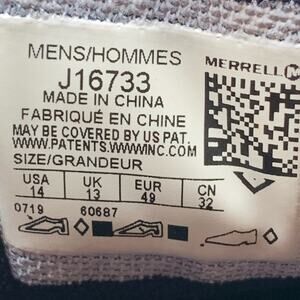 MENS/HOMMES
MERRELL
J16733
MADE IN CHINA
FABRIQUÉ EN CHINE
MAY BE COVERED BY US PAT.
WWW.PATENTS.WWWINC.COM
SIZE/GRANDEUR
USA UK EUR CN
14 13 49 32
0719 60687